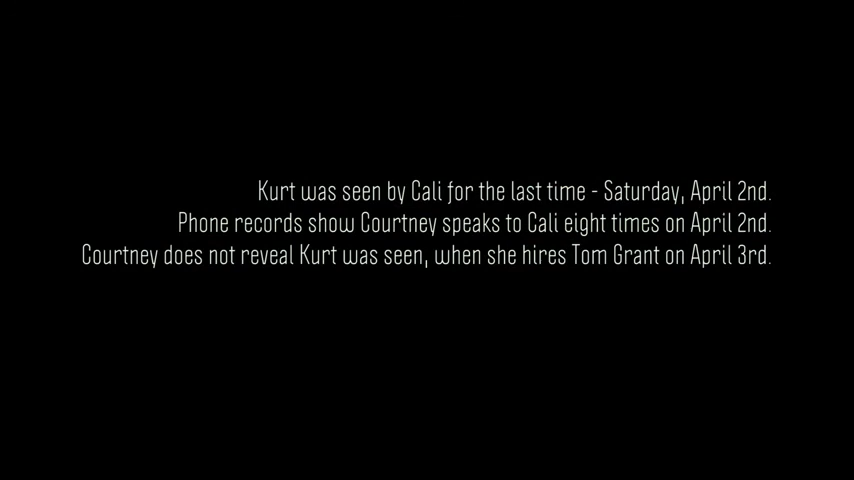 Kurt was seen by Cali for the last time - Saturday, April 2nd.
Phone records show Courtney speaks to Cali eight times on April 2nd.
Courtney does not reveal Kurt was seen, when she hires Tom Grant on April 3rd.